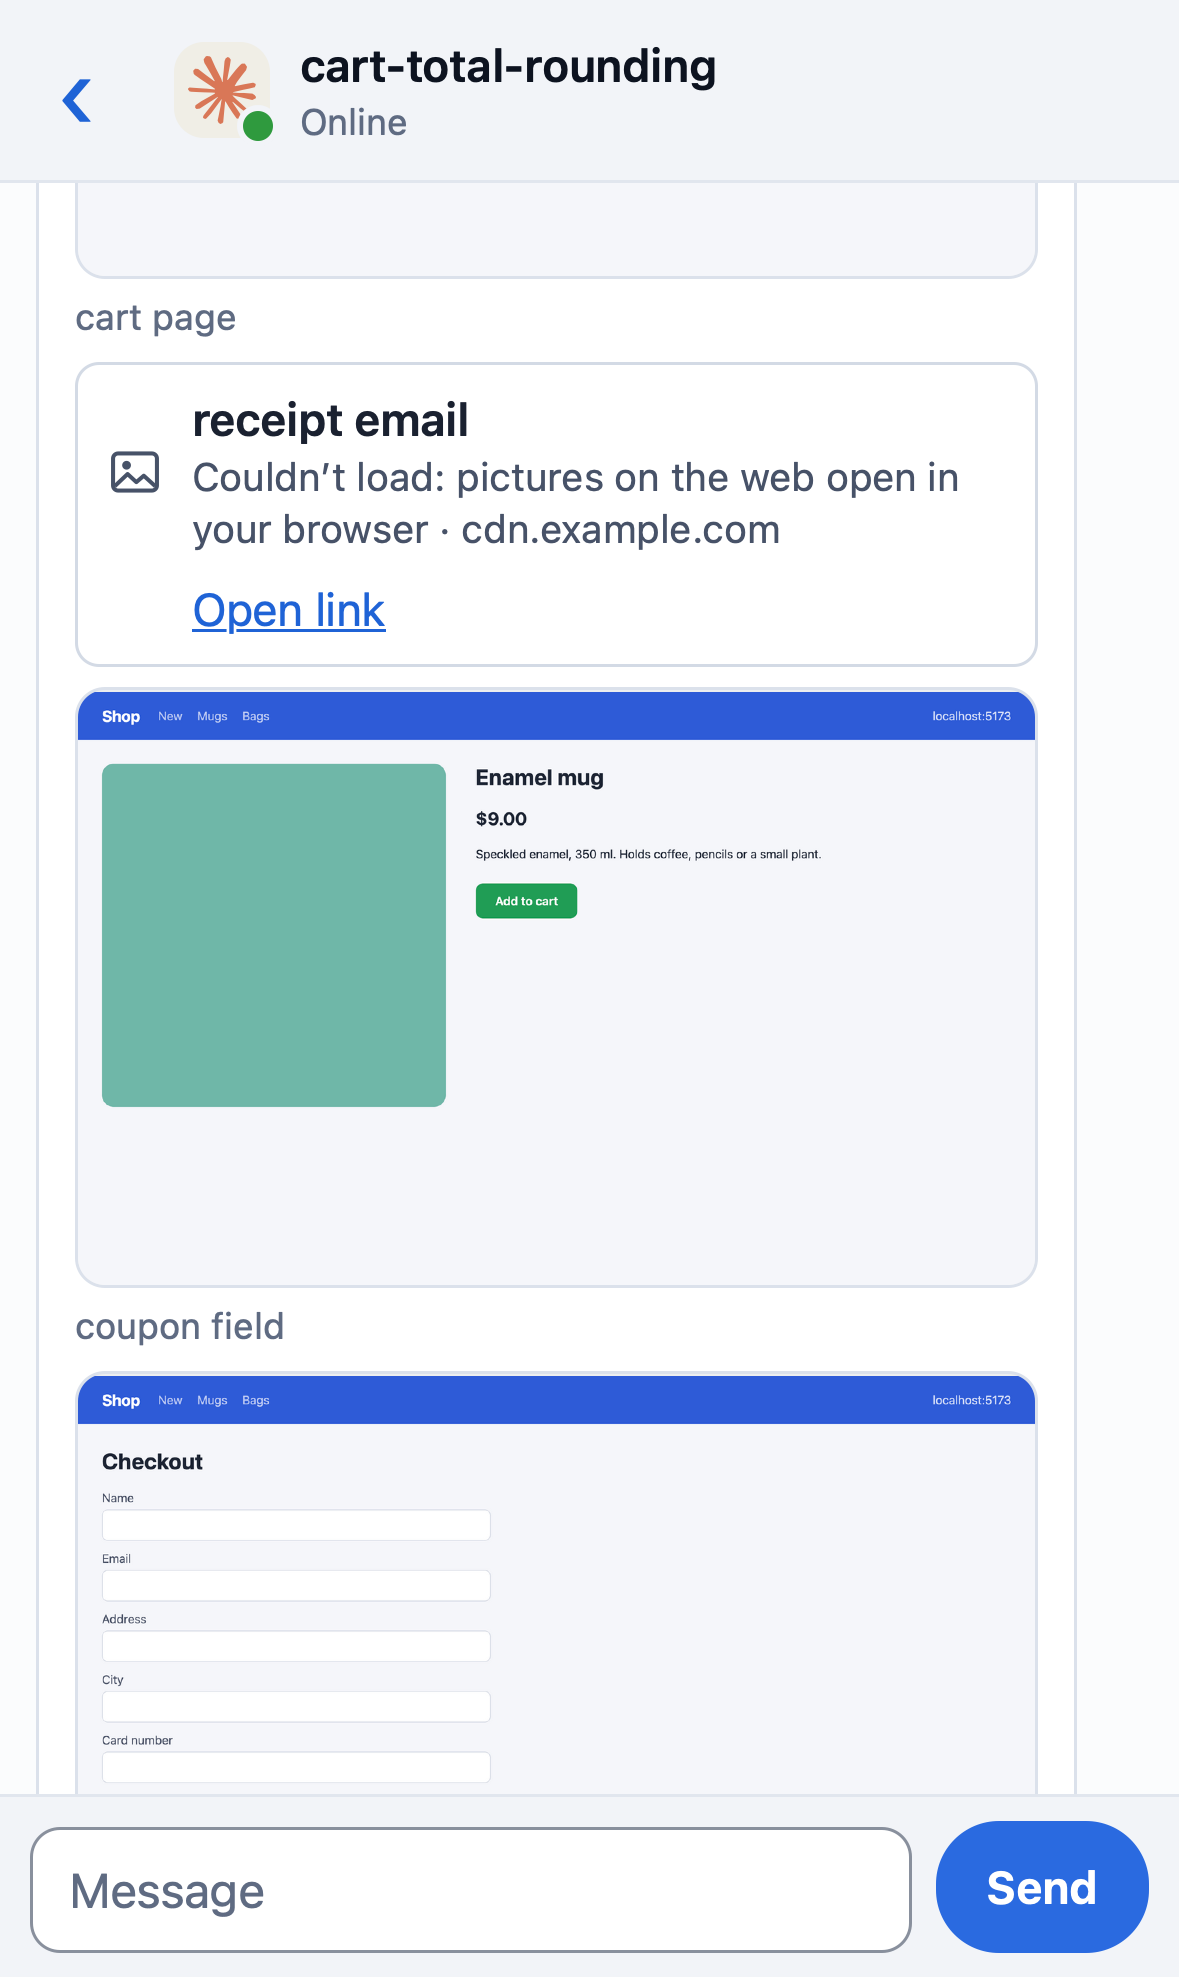 cart-total-rounding
Online
cart page
receipt email
Couldn’t load: pictures on the web open in
your browser · cdn.example.com
Open link
Shop New Mugs Bags localhost:5173
Enamel mug
$9.00
Speckled enamel, 350 ml. Holds coffee, pencils or a small plant.
Add to cart
coupon field
Shop New Mugs Bags localhost:5173
Checkout
Name
Email
Address
City
Card number
Message
Send